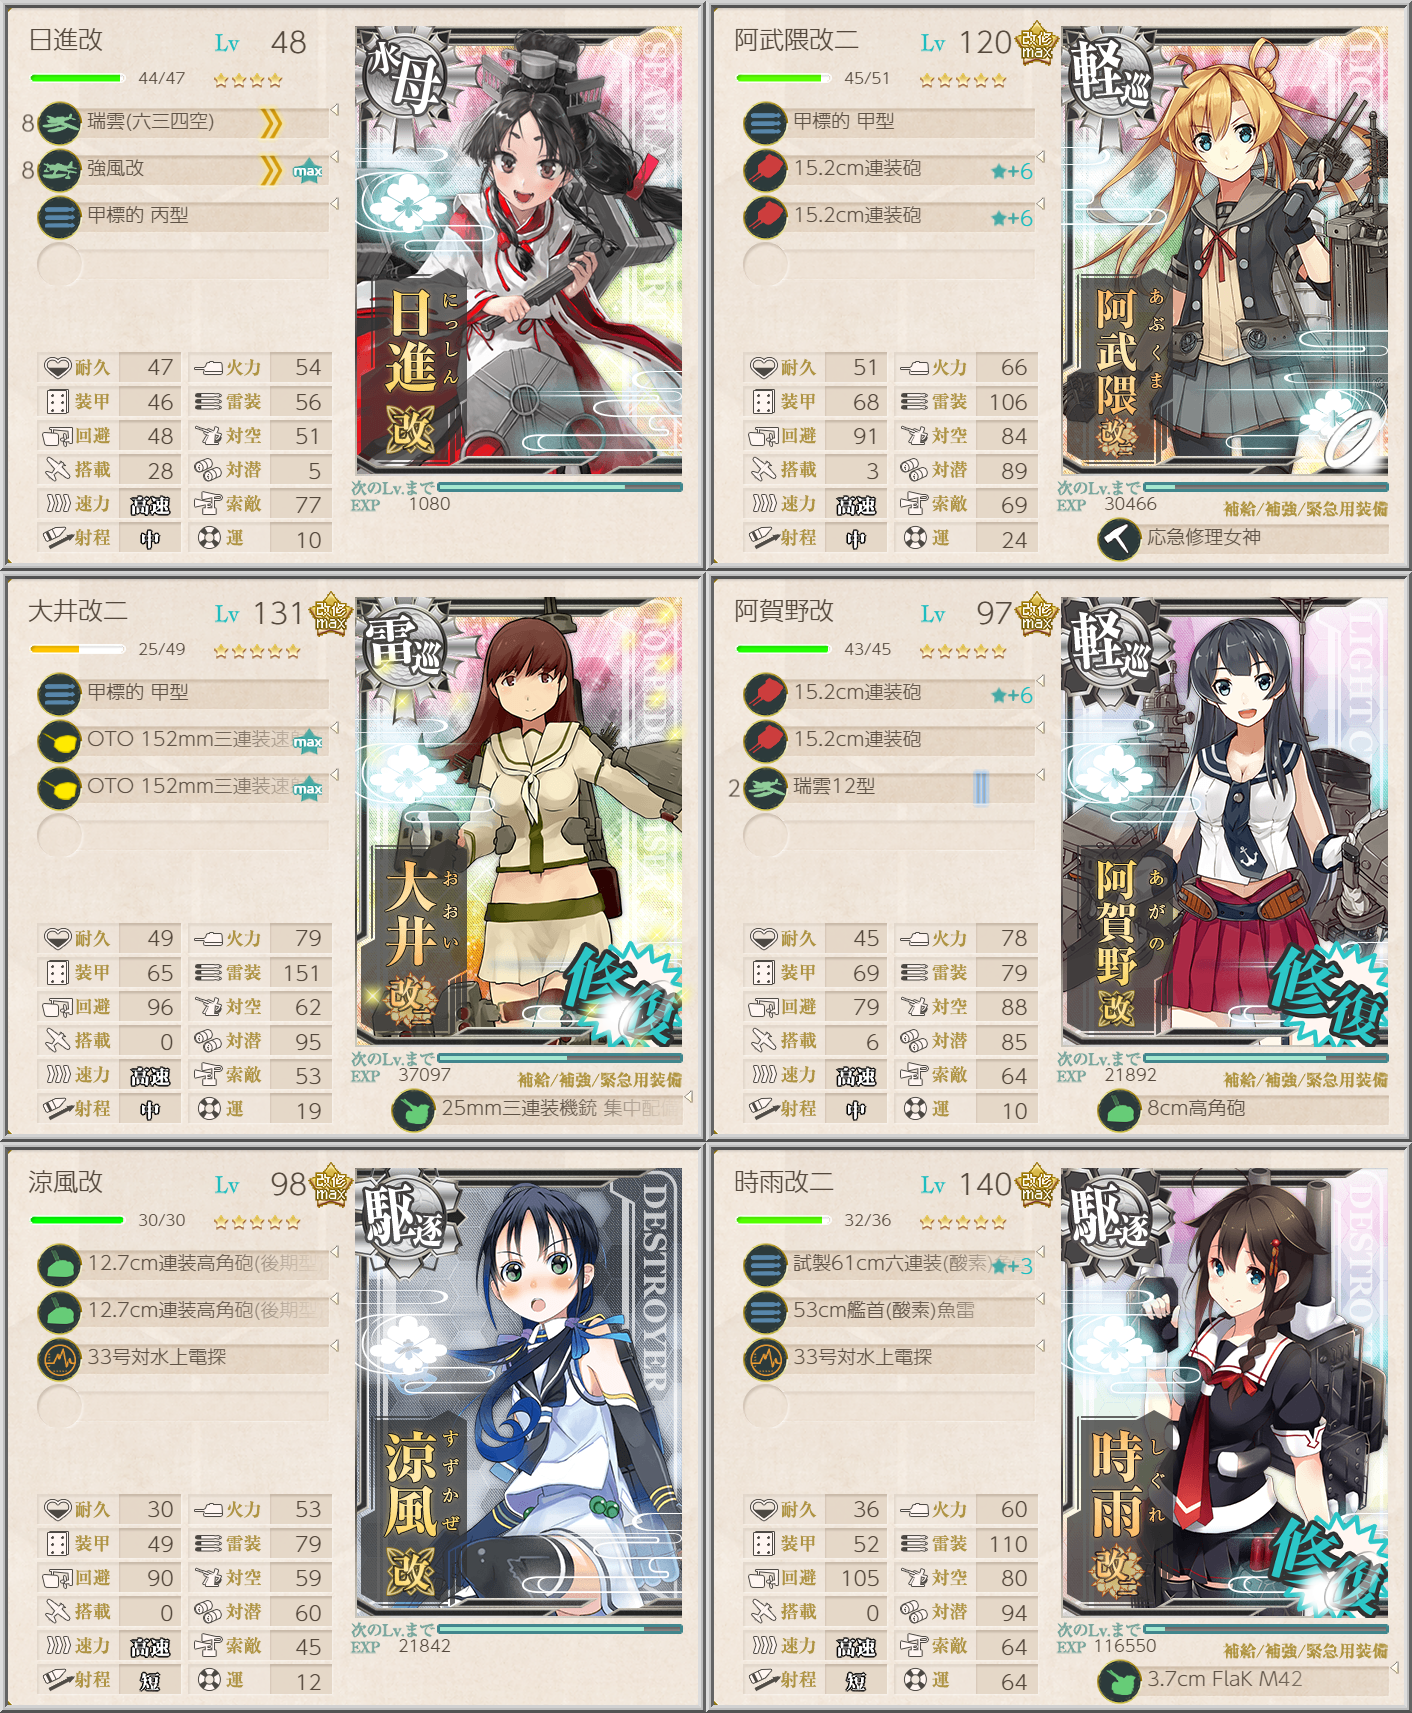 日進改 Lv 48
44/47
8 瑞雲(六三四空)
8 強風改 max
甲標的 丙型
耐久 47 火力 54
装甲 46 雷装 56
回避 48 対空 51
搭載 28 対潜 5
速力 高速 索敵 77
射程 中 運 10
水母
SEAPLA
日進改
にっしん
次のLv.まで
EXP 1080
阿武隈改二 Lv 120 改修max
45/51
甲標的 甲型
15.2cm連装砲 ★+6
15.2cm連装砲 ★+6
耐久 51 火力 66
装甲 68 雷装 106
回避 91 対空 84
搭載 3 対潜 89
速力 高速 索敵 69
射程 中 運 24
軽巡
阿武隈改二
あぶくま
次のLv.まで
EXP 30466
補給/補強/緊急用装備
応急修理女神
大井改二 Lv 131 改修max
25/49
甲標的 甲型
OTO 152mm三連装速 max
OTO 152mm三連装速 max
耐久 49 火力 79
装甲 65 雷装 151
回避 96 対空 62
搭載 0 対潜 95
速力 高速 索敵 53
射程 中 運 19
雷巡
大井改二
おおい
修復
次のLv.まで
EXP 37097
補給/補強/緊急用装備
25mm三連装機銃 集中配備
阿賀野改 Lv 97 改修max
43/45
15.2cm連装砲 ★+6
15.2cm連装砲
2 瑞雲12型
耐久 45 火力 78
装甲 69 雷装 79
回避 79 対空 88
搭載 6 対潜 85
速力 高速 索敵 64
射程 中 運 10
軽巡
LIGHT C
阿賀野改
あがの
修復
次のLv.まで
EXP 21892
補給/補強/緊急用装備
8cm高角砲
涼風改 Lv 98 改修max
30/30
12.7cm連装高角砲(後期型
12.7cm連装高角砲(後期型
33号対水上電探
耐久 30 火力 53
装甲 49 雷装 79
回避 90 対空 59
搭載 0 対潜 60
速力 高速 索敵 45
射程 短 運 12
駆逐
DESTROYER
涼風改
すずかぜ
次のLv.まで
EXP 21842
時雨改二 Lv 140 改修max
32/36
試製61cm六連装(酸素) ★+3
53cm艦首(酸素)魚雷
33号対水上電探
耐久 36 火力 60
装甲 52 雷装 110
回避 105 対空 80
搭載 0 対潜 94
速力 高速 索敵 64
射程 短 運 64
駆逐
DESTRO
時雨改二
しぐれ
修復
次のLv.まで
EXP 116550
補給/補強/緊急用装備
3.7cm FlaK M42